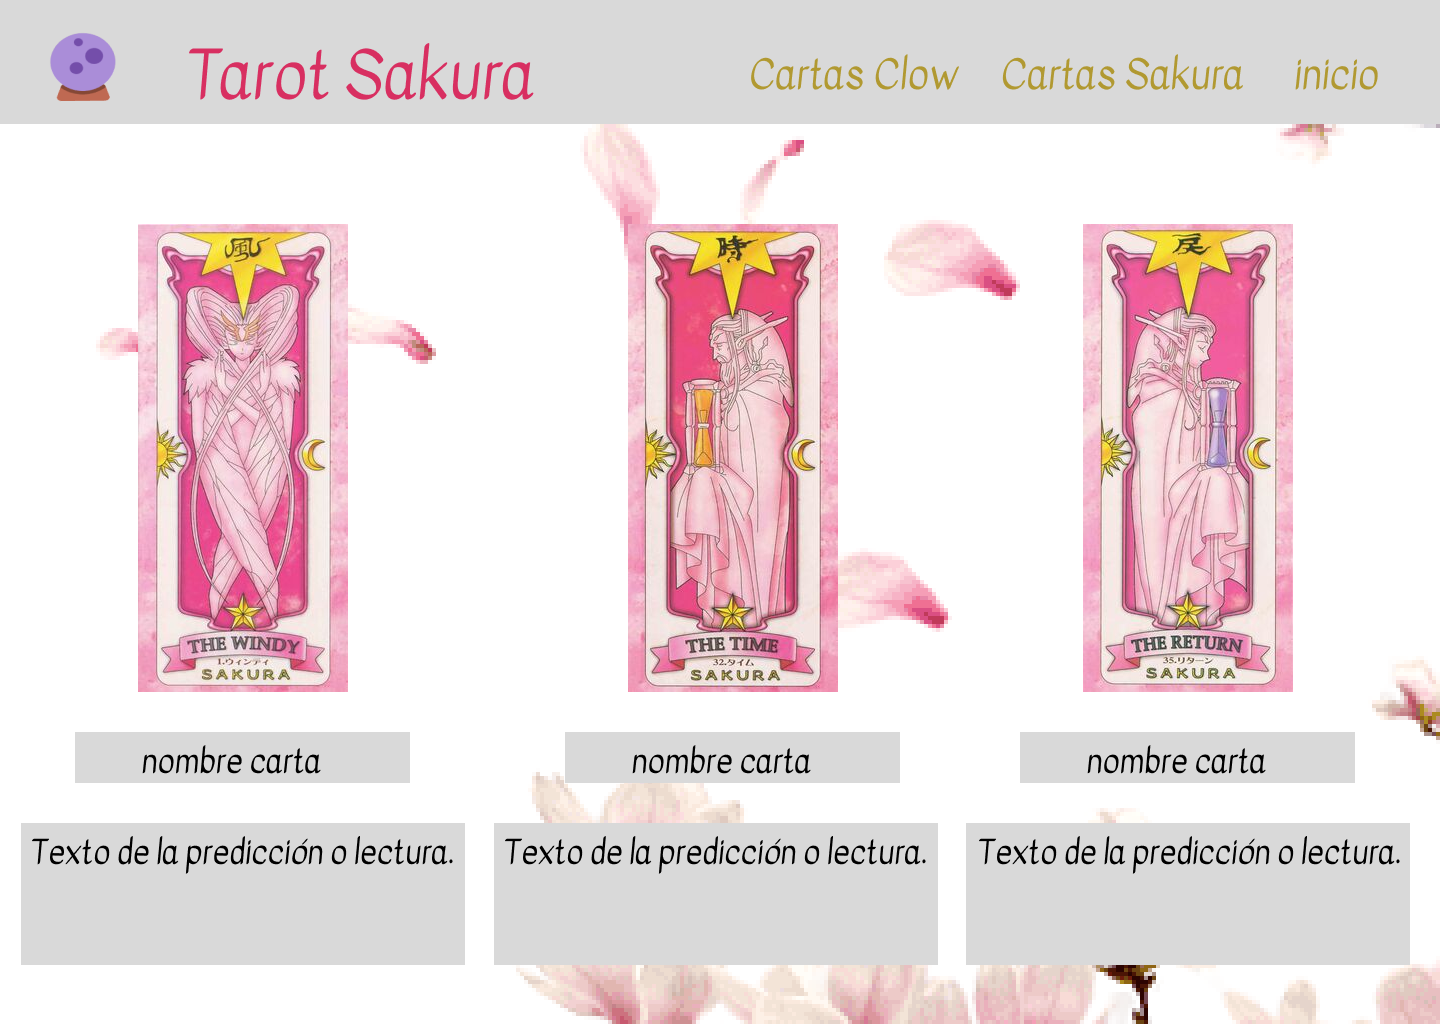 Tarot Sakura
Cartas Clow
Cartas Sakura
inicio
風
THE WINDY
1.ウィンディ
SAKURA
時
THE TIME
32.タイム
SAKURA
戻
THE RETURN
35.リターン
SAKURA
nombre carta
nombre carta
nombre carta
Texto de la predicción o lectura.
Texto de la predicción o lectura.
Texto de la predicción o lectura.